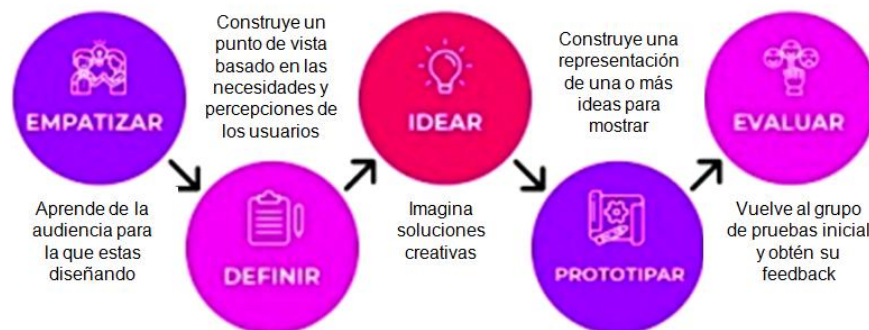 EMPATIZAR
Aprende de la
audiencia para
la que estas
diseñando
Construye un
punto de vista
basado en las
necesidades y
percepciones de
los usuarios
DEFINIR
IDEAR
Imagina
soluciones
creativas
Construye una
representación
de una o más
ideas para
mostrar
PROTOTIPAR
EVALUAR
Vuelve al grupo
de pruebas inicial
y obtén su
feedback